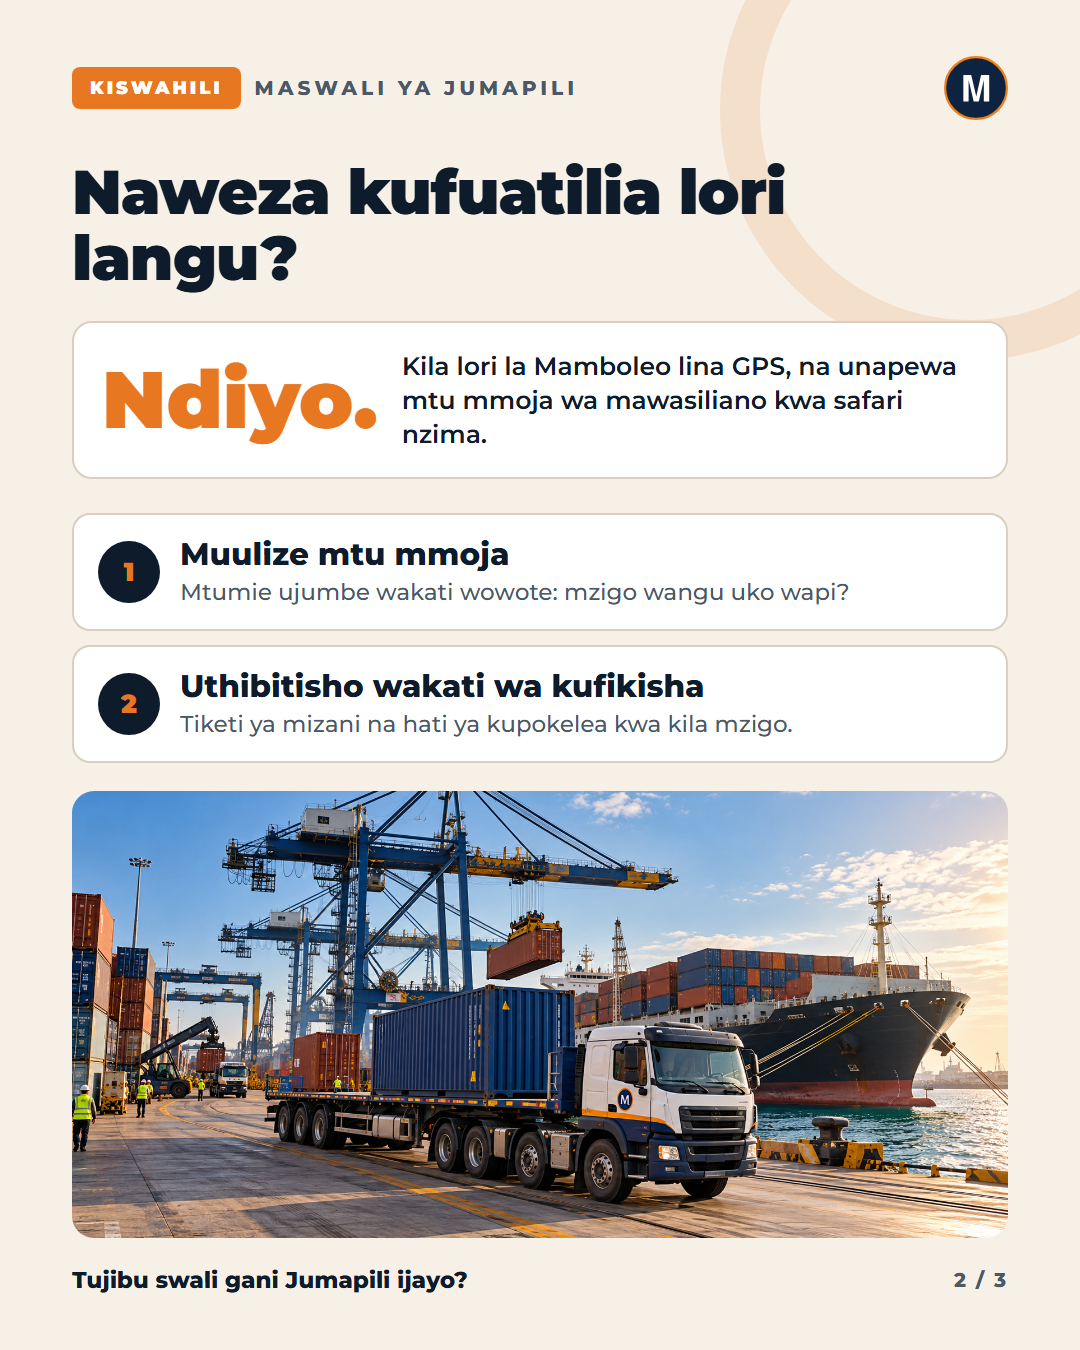 KISWAHILI MASWALI YA JUMAPILI
M
Naweza kufuatilia lori
langu?
Ndiyo.
Kila lori la Mamboleo lina GPS, na unapewa
mtu mmoja wa mawasiliano kwa safari
nzima.
1
Muulize mtu mmoja
Mtumie ujumbe wakati wowote: mzigo wangu uko wapi?
2
Uthibitisho wakati wa kufikisha
Tiketi ya mizani na hati ya kupokelea kwa kila mzigo.
M
Tujibu swali gani Jumapili ijayo?
2 / 3